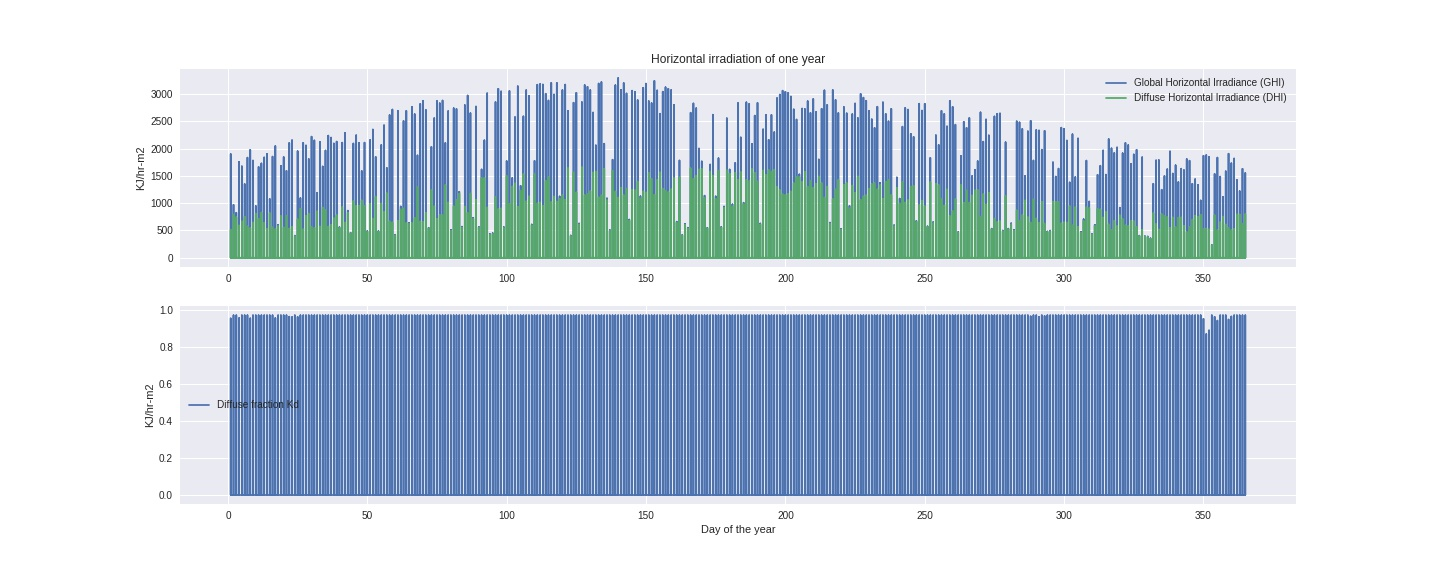 Horizontal irradiation of one year
KJ/hr-m2
3000
2500
2000
1500
1000
500
0
Global Horizontal Irradiance (GHI)
Diffuse Horizontal Irradiance (DHI)
0 50 100 150 200 250 300 350
KJ/hr-m2
1.0
0.8
0.6
0.4
0.2
0.0
Diffuse fraction Kd
0 50 100 150 200 250 300 350
Day of the year